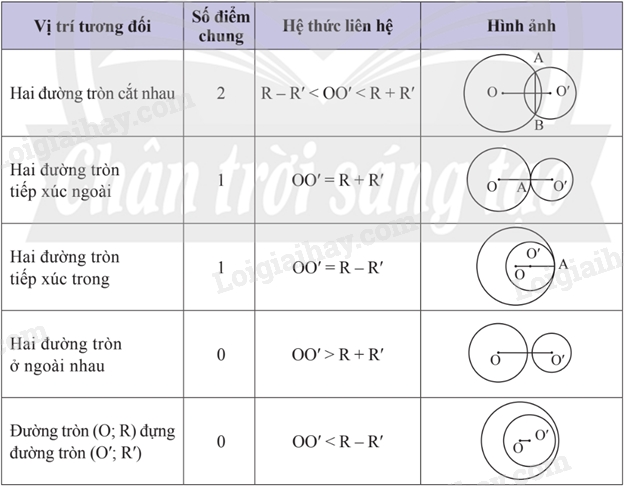 Vị trí tương đối
Số điểm chung
Hệ thức liên hệ
Hình ảnh
Hai đường tròn cắt nhau
2
R – R′ < OO′ < R + R′
A
O
O′
B
Hai đường tròn
tiếp xúc ngoài
1
OO′ = R + R′
O
A
O′
Hai đường tròn
tiếp xúc trong
1
OO′ = R – R′
O′
O
A
Hai đường tròn
ở ngoài nhau
0
OO′ > R + R′
O
O′
Đường tròn (O; R) đựng
đường tròn (O′; R′)
0
OO′ < R – R′
O
O′
Chân trời sáng tạo
Loigiaihay.com